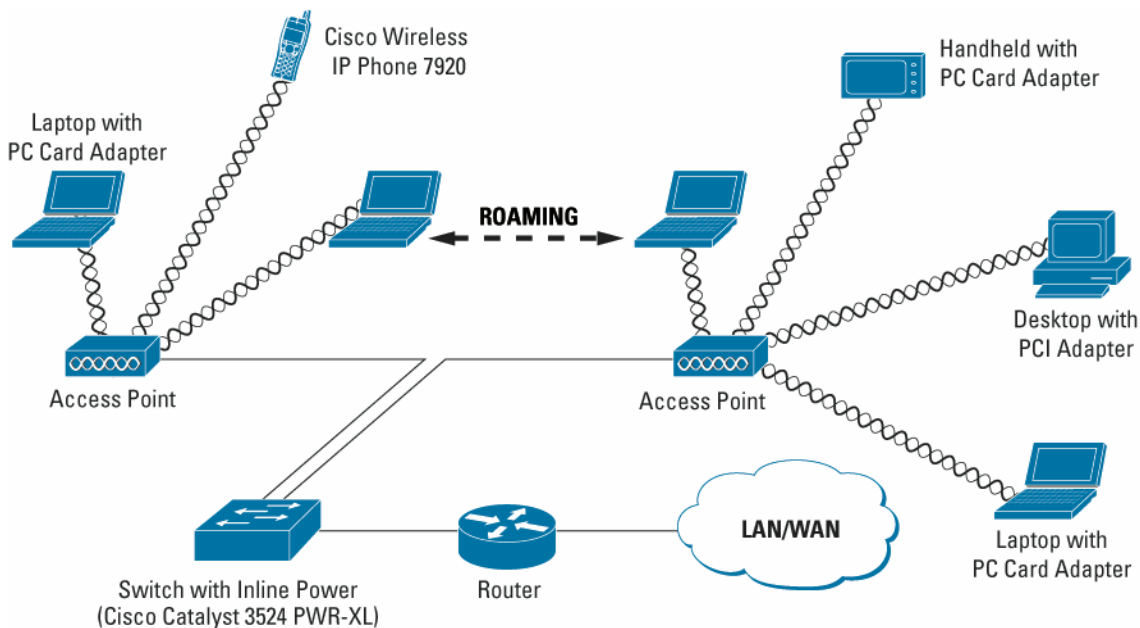 Cisco Wireless
IP Phone 7920
Handheld with
PC Card Adapter
Laptop with
PC Card Adapter
ROAMING
Desktop with
PCI Adapter
Access Point
Access Point
LAN/WAN
Laptop with
PC Card Adapter
Switch with Inline Power
(Cisco Catalyst 3524 PWR-XL)
Router